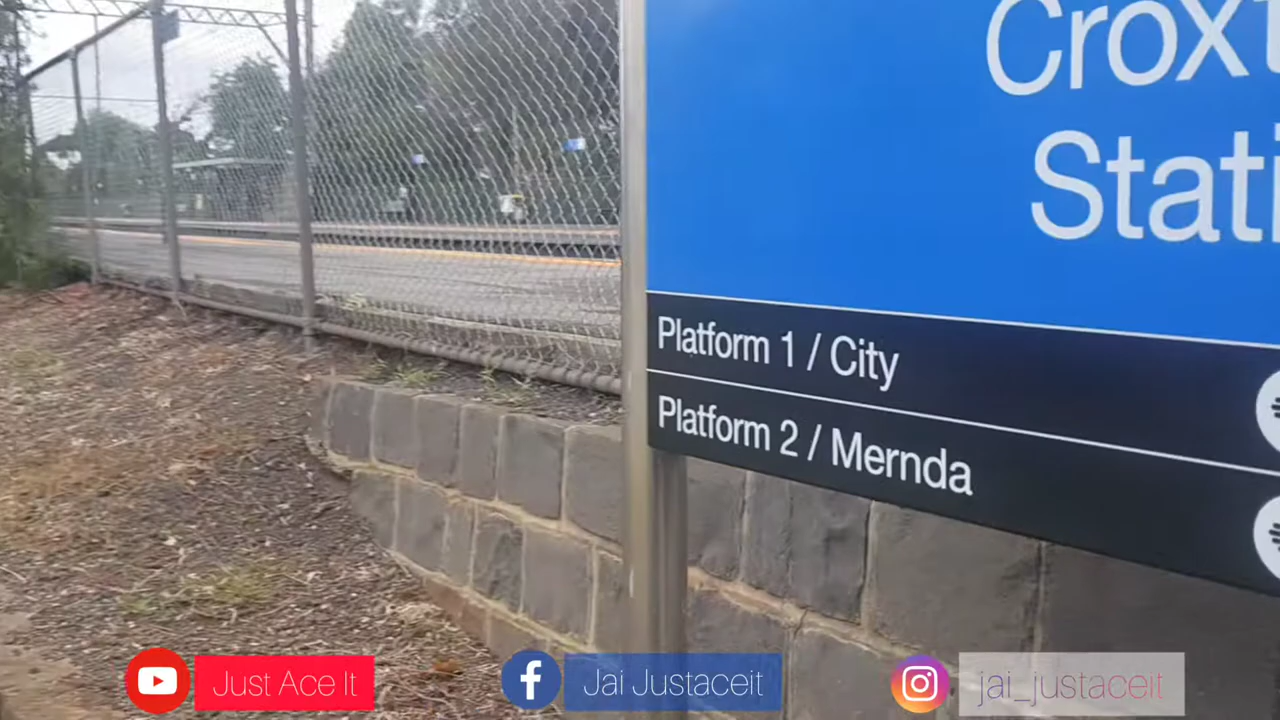 Croxt
Stati
Platform 1 / City
Platform 2 / Mernda
Just Ace It
Jai Justaceit
jai_justaceit